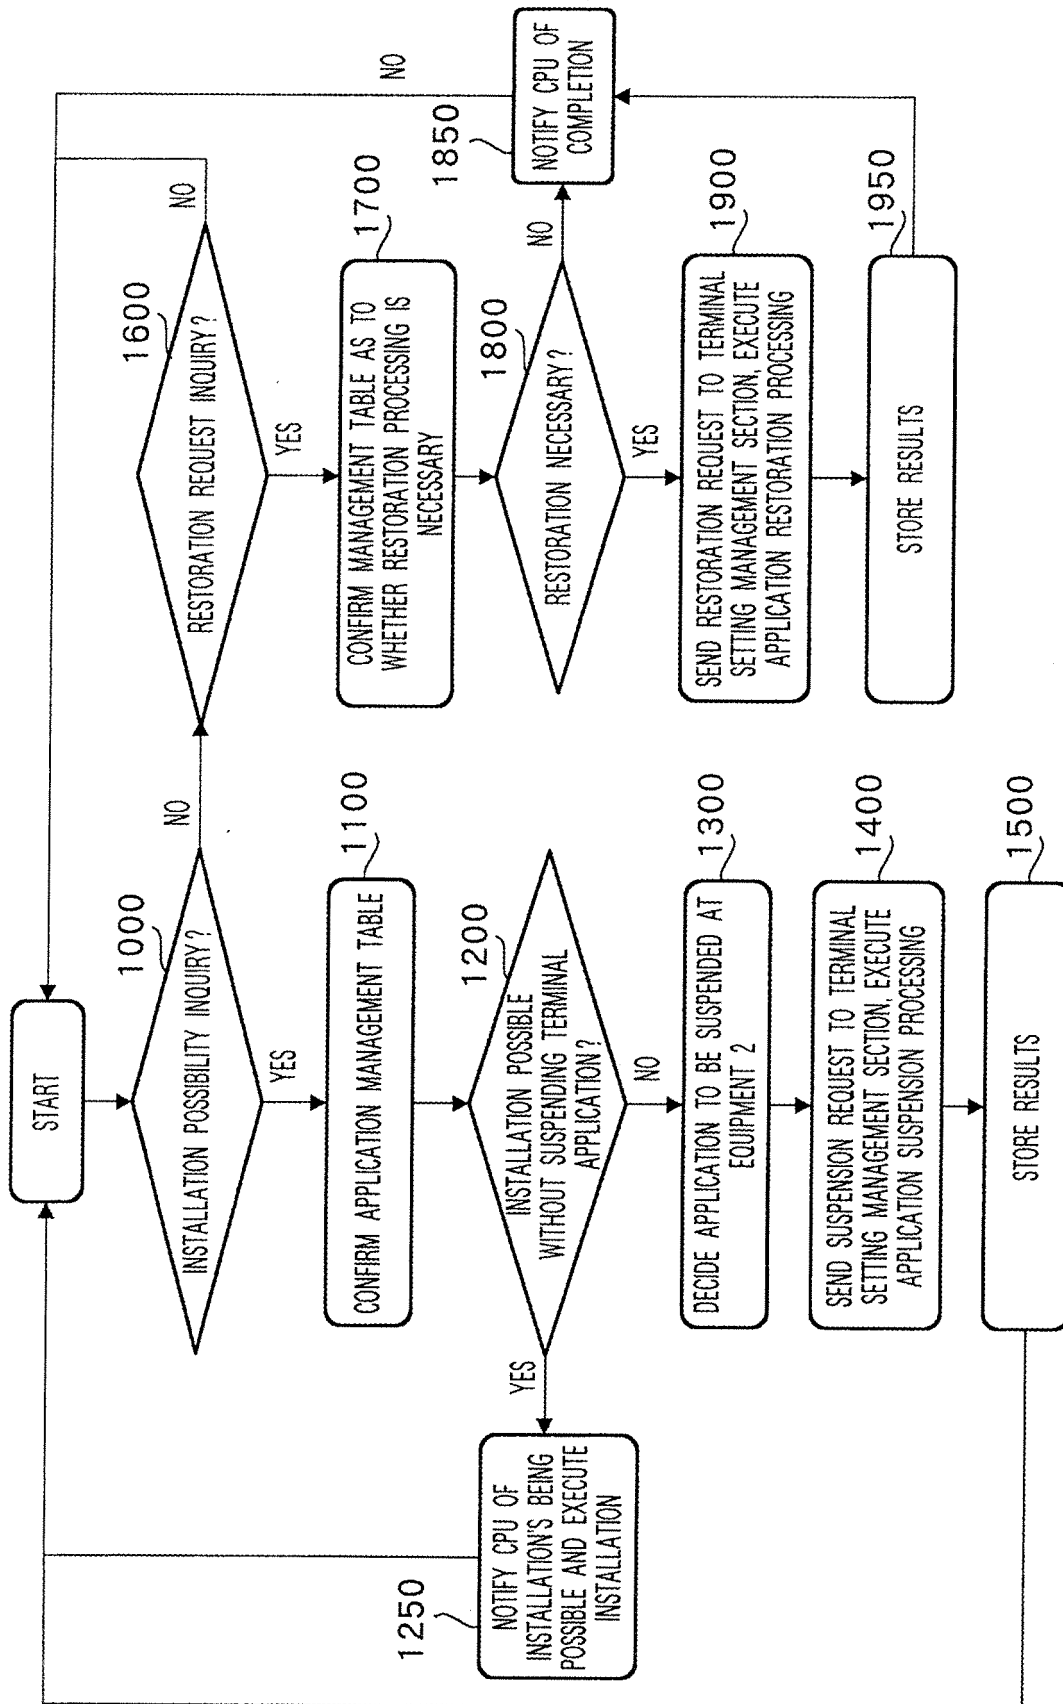 START
1000
INSTALLATION POSSIBILITY INQUIRY?
NO
YES
1100
CONFIRM APPLICATION MANAGEMENT TABLE
1200
INSTALLATION POSSIBLE
WITHOUT SUSPENDING TERMINAL
APPLICATION?
YES
NO
1250
NOTIFY CPU OF
INSTALLATION'S BEING
POSSIBLE AND EXECUTE
INSTALLATION
1300
DECIDE APPLICATION TO BE SUSPENDED AT
EQUIPMENT 2
1400
SEND SUSPENSION REQUEST TO TERMINAL
SETTING MANAGEMENT SECTION, EXECUTE
APPLICATION SUSPENSION PROCESSING
1500
STORE RESULTS
1600
RESTORATION REQUEST INQUIRY?
NO
YES
1700
CONFIRM MANAGEMENT TABLE AS TO
WHETHER RESTORATION PROCESSING IS
NECESSARY
1800
RESTORATION NECESSARY?
NO
YES
1850
NOTIFY CPU OF
COMPLETION
NO
1900
SEND RESTORATION REQUEST TO TERMINAL
SETTING MANAGEMENT SECTION, EXECUTE
APPLICATION RESTORATION PROCESSING
1950
STORE RESULTS